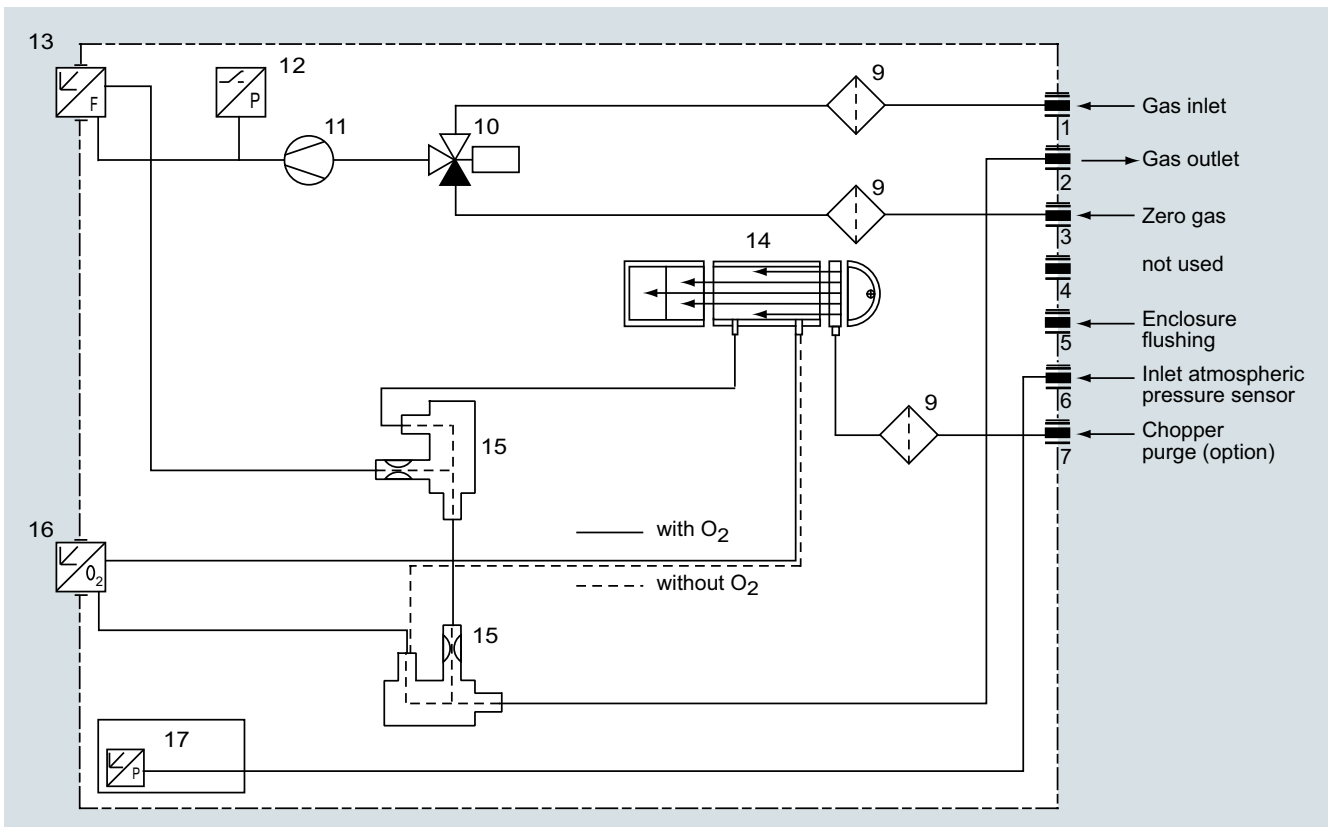 13
F
12
P
11
10
9
Gas inlet
1
Gas outlet
2
9
Zero gas
3
14
not used
4
Enclosure
flushing
5
Inlet atmospheric
pressure sensor
6
9
Chopper
purge (option)
7
15
16
O2
with O2
without O2
15
17
P